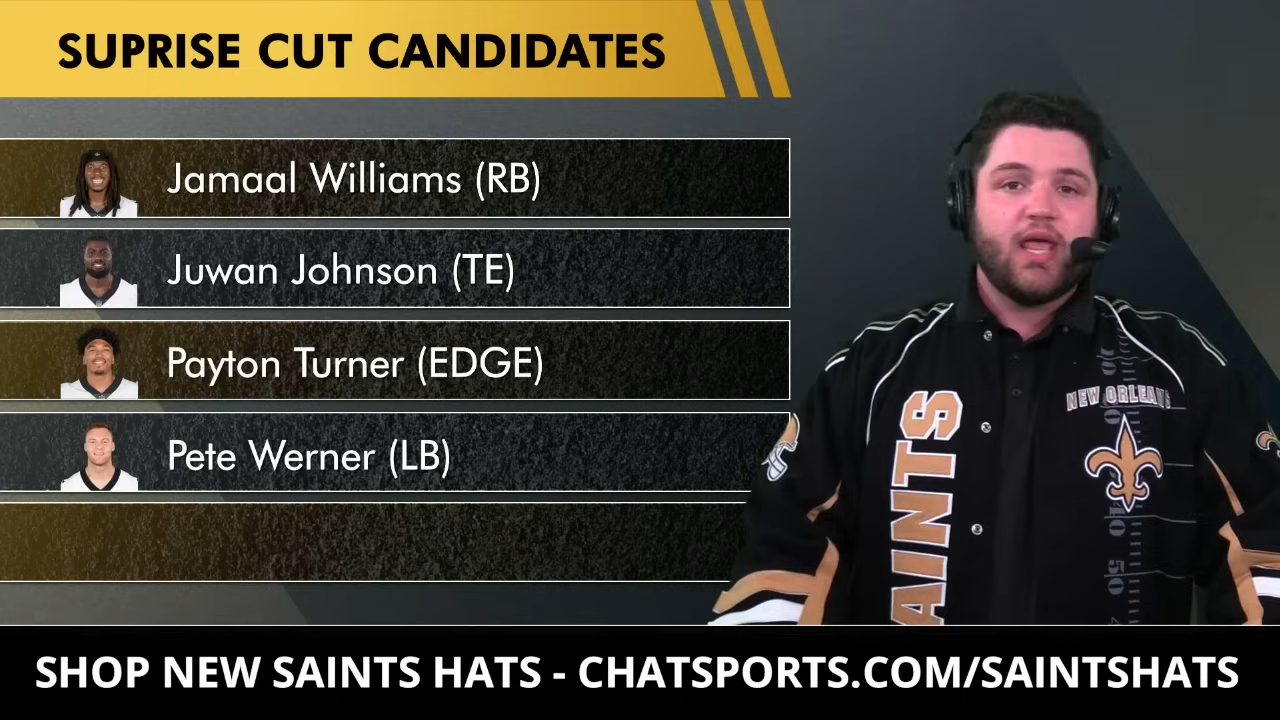 SUPRISE CUT CANDIDATES
Jamaal Williams (RB)
Juwan Johnson (TE)
Payton Turner (EDGE)
Pete Werner (LB)
NEW ORLEANS
AINTS
SHOP NEW SAINTS HATS - CHATSPORTS.COM/SAINTSHATS